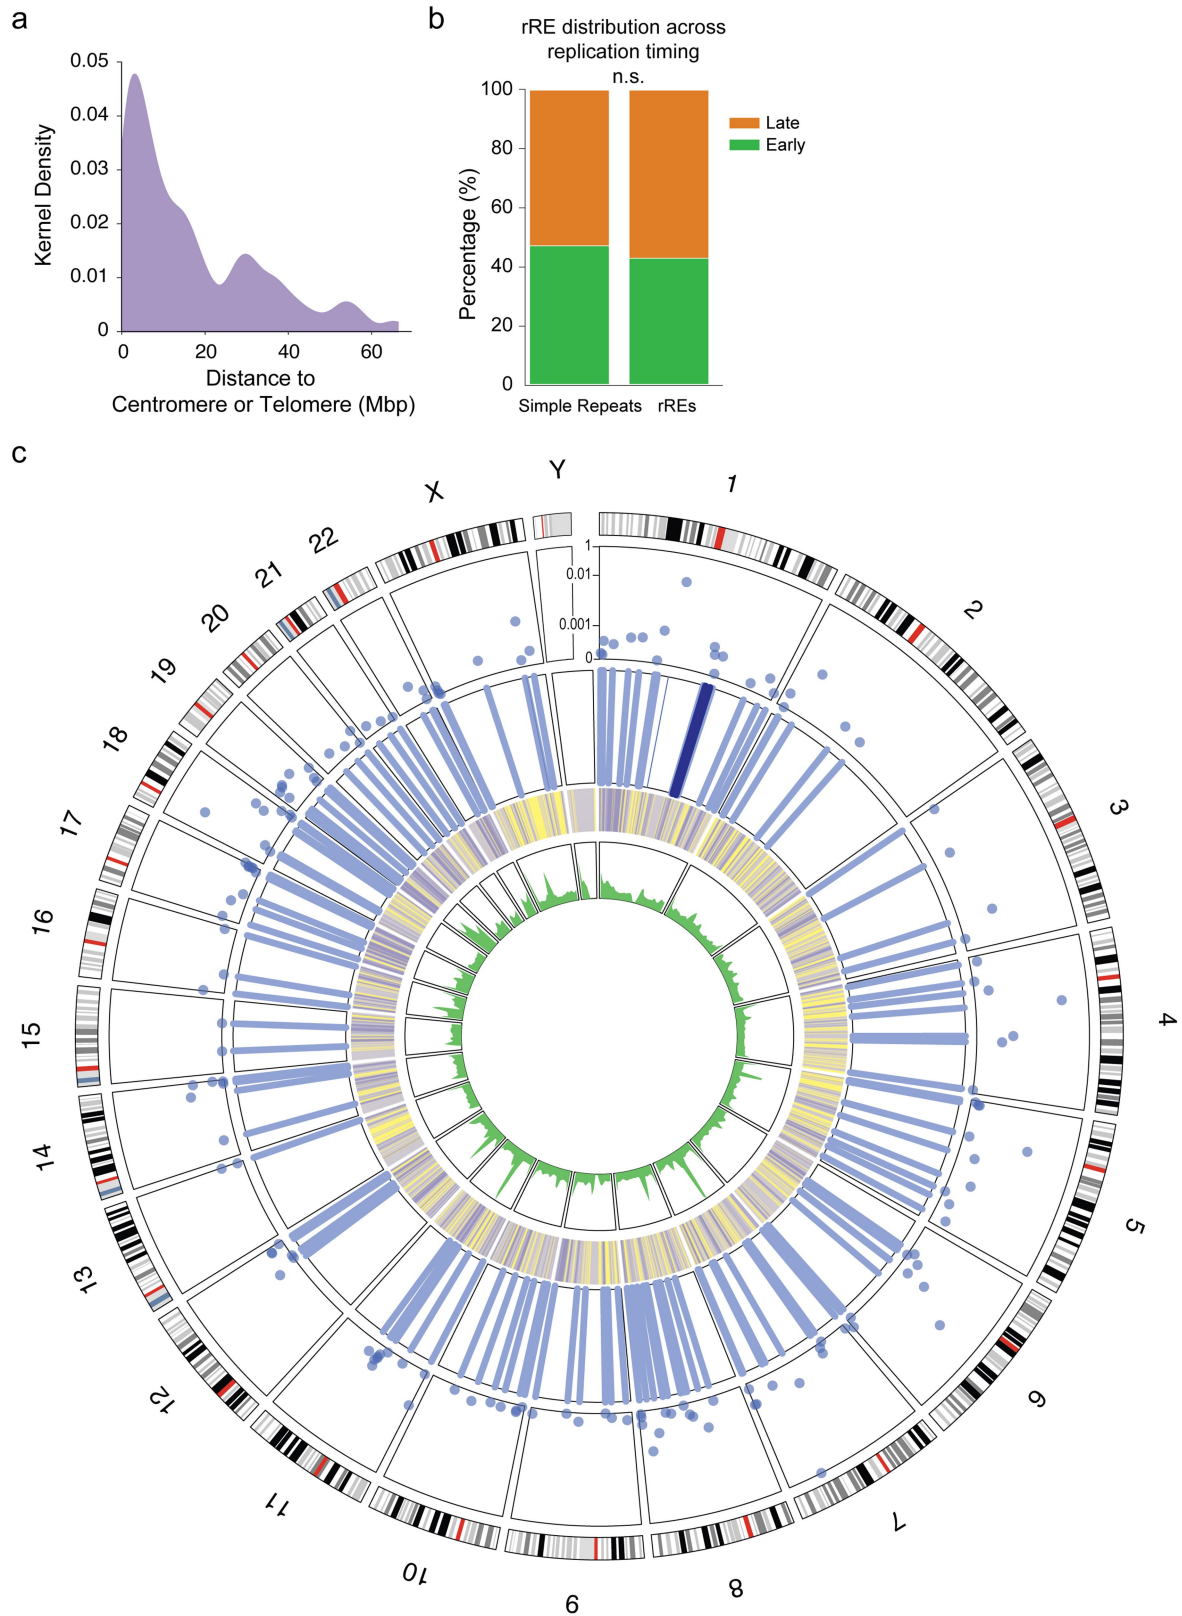 a
0.05
0.04
0.03
0.02
0.01
0
Kernel Density
0 20 40 60
Distance to
Centromere or Telomere (Mbp)
b
rRE distribution across
replication timing
n.s.
100
80
60
40
20
0
Percentage (%)
Simple Repeats rREs
Late
Early
c
1
2
3
4
5
6
7
8
9
10
11
12
13
14
15
16
17
18
19
20
21
22
X
Y
1
0.01
0.001
0